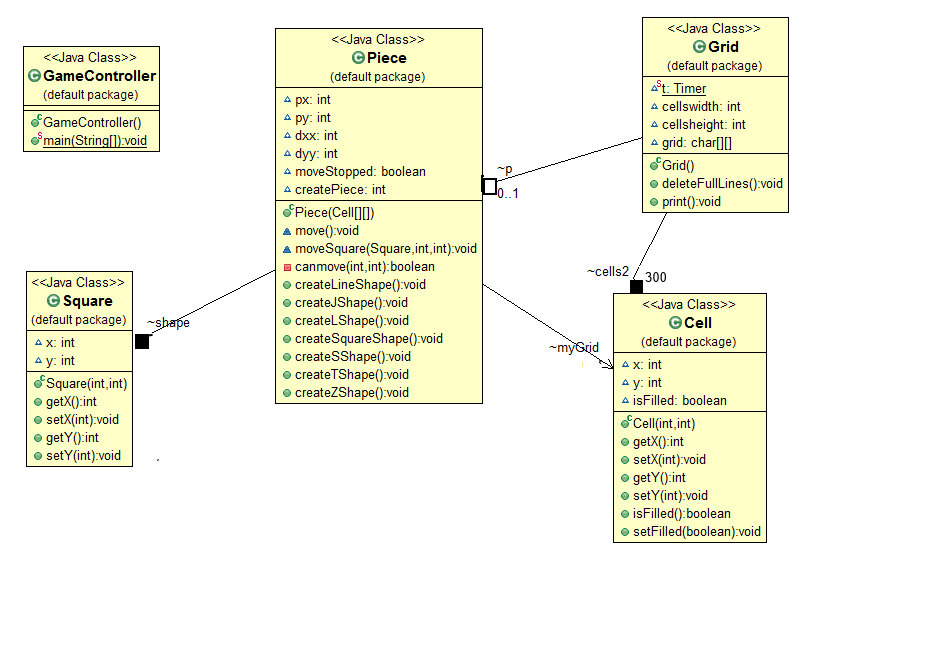 <<Java Class>>
GameController
(default package)
GameController()
main(String[]):void
<<Java Class>>
Piece
(default package)
px: int
py: int
dxx: int
dyy: int
moveStopped: boolean
createPiece: int
Piece(Cell[][])
move():void
moveSquare(Square,int,int):void
canmove(int,int):boolean
createLineShape():void
createJShape():void
createLShape():void
createSquareShape():void
createSShape():void
createTShape():void
createZShape():void
<<Java Class>>
Grid
(default package)
t: Timer
cellswidth: int
cellsheight: int
grid: char[][]
Grid()
deleteFullLines():void
print():void
~p
0..1
~cells2
300
~shape
~myGrid
<<Java Class>>
Square
(default package)
x: int
y: int
Square(int,int)
getX():int
setX(int):void
getY():int
setY(int):void
<<Java Class>>
Cell
(default package)
x: int
y: int
isFilled: boolean
Cell(int,int)
getX():int
setX(int):void
getY():int
setY(int):void
isFilled():boolean
setFilled(boolean):void